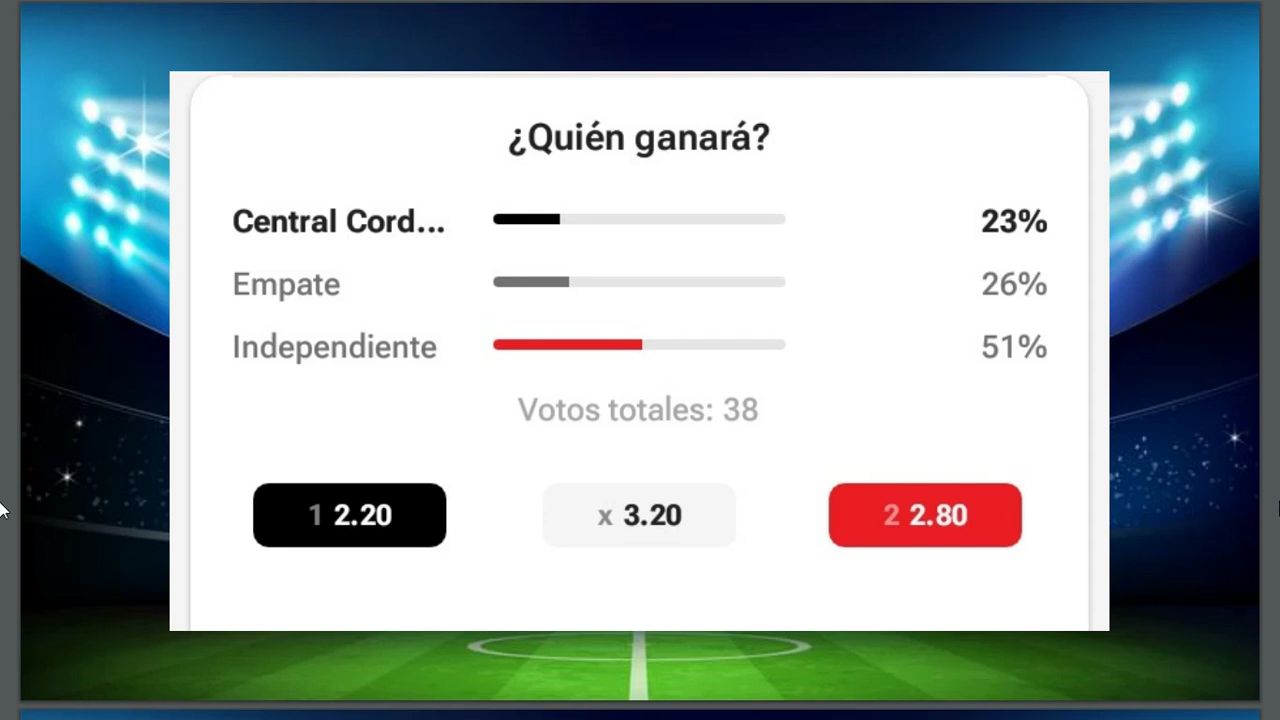 ¿Quién ganará?
Central Cord... 23%
Empate 26%
Independiente 51%
Votos totales: 38
1 2.20 x 3.20 2 2.80